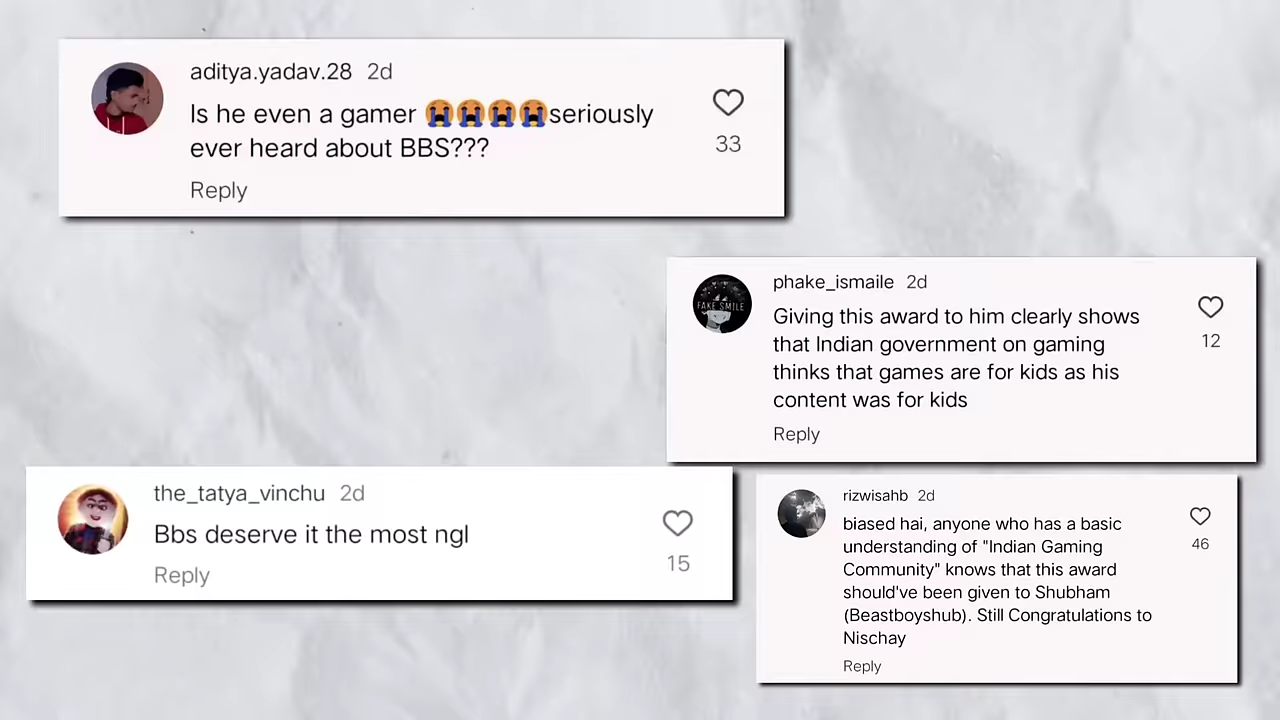 aditya.yadav.28 2d
Is he even a gamer 😭😭😭😭seriously
ever heard about BBS???
33
Reply
phake_ismaile 2d
FAKE SMILE
Giving this award to him clearly shows
that Indian government on gaming
thinks that games are for kids as his
content was for kids
12
Reply
the_tatya_vinchu 2d
Bbs deserve it the most ngl
15
Reply
rizwisahb 2d
biased hai, anyone who has a basic
understanding of "Indian Gaming
Community" knows that this award
should've been given to Shubham
(Beastboyshub). Still Congratulations to
Nischay
46
Reply